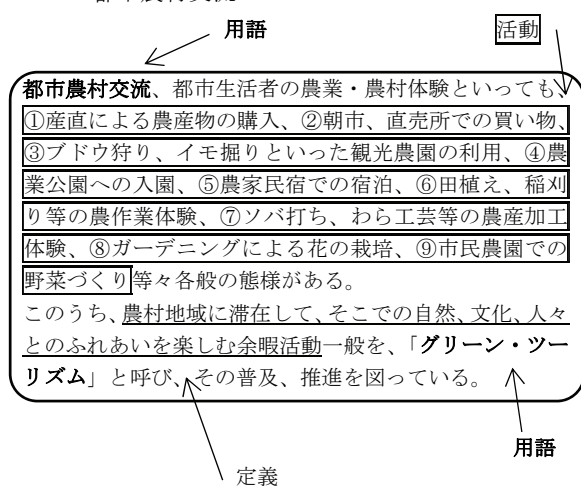 用語
活動
都市農村交流、都市生活者の農業・農村体験といっても、
①産直による農産物の購入、②朝市、直売所での買い物、
③ブドウ狩り、イモ掘りといった観光農園の利用、④農
業公園への入園、⑤農家民宿での宿泊、⑥田植え、稲刈
り等の農作業体験、⑦ソバ打ち、わら工芸等の農産加工
体験、⑧ガーデニングによる花の栽培、⑨市民農園での
野菜づくり等々各般の態様がある。
このうち、農村地域に滞在して、そこでの自然、文化、人々
とのふれあいを楽しむ余暇活動一般を、「グリーン・ツー
リズム」と呼び、その普及、推進を図っている。
用語
定義